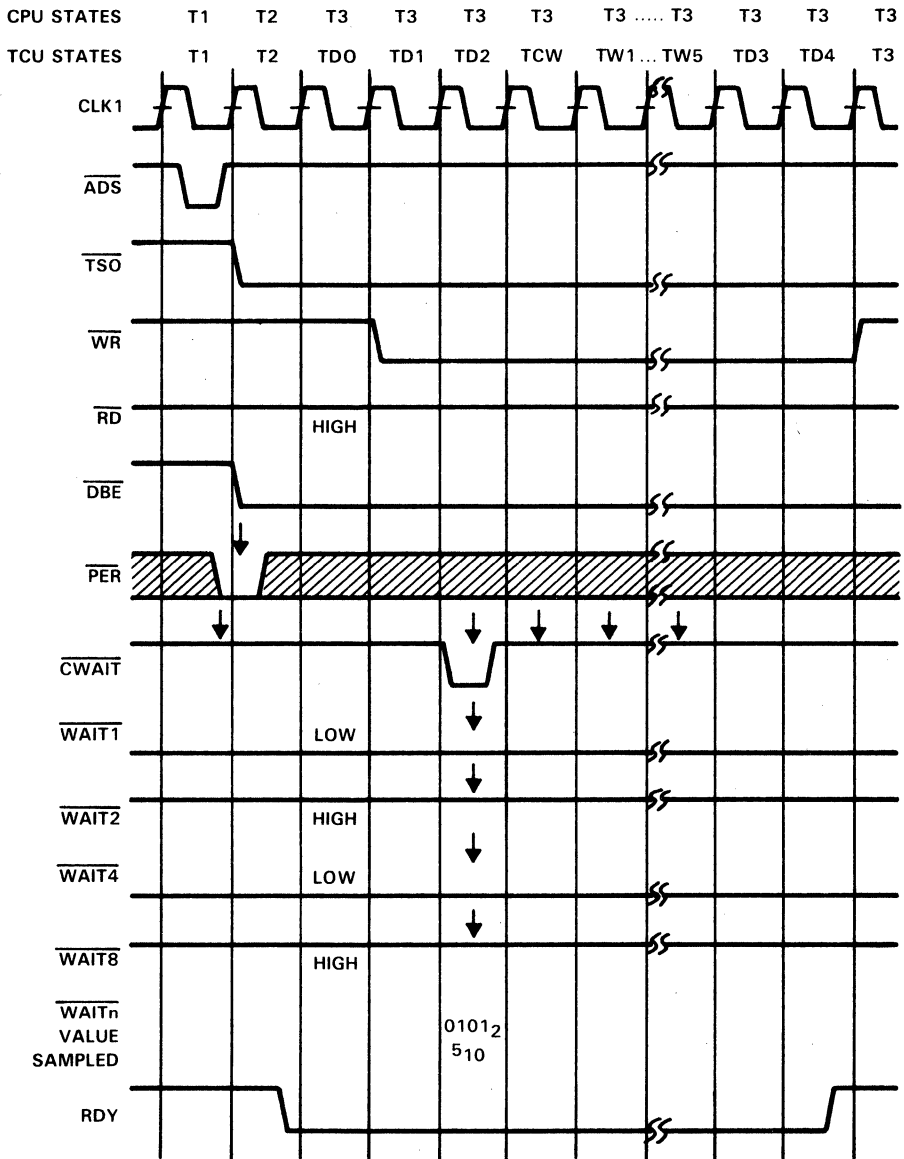 CPU STATES T1 T2 T3 T3 T3 T3 T3 ..... T3 T3 T3 T3
TCU STATES T1 T2 TD0 TD1 TD2 TCW TW1 ... TW5 TD3 TD4 T3
CLK1
ADS
TSO
WR
RD
HIGH
DBE
PER
CWAIT
WAIT1 LOW
WAIT2 HIGH
WAIT4 LOW
WAIT8 HIGH
WAITn
VALUE
SAMPLED
0101₂
5₁₀
RDY